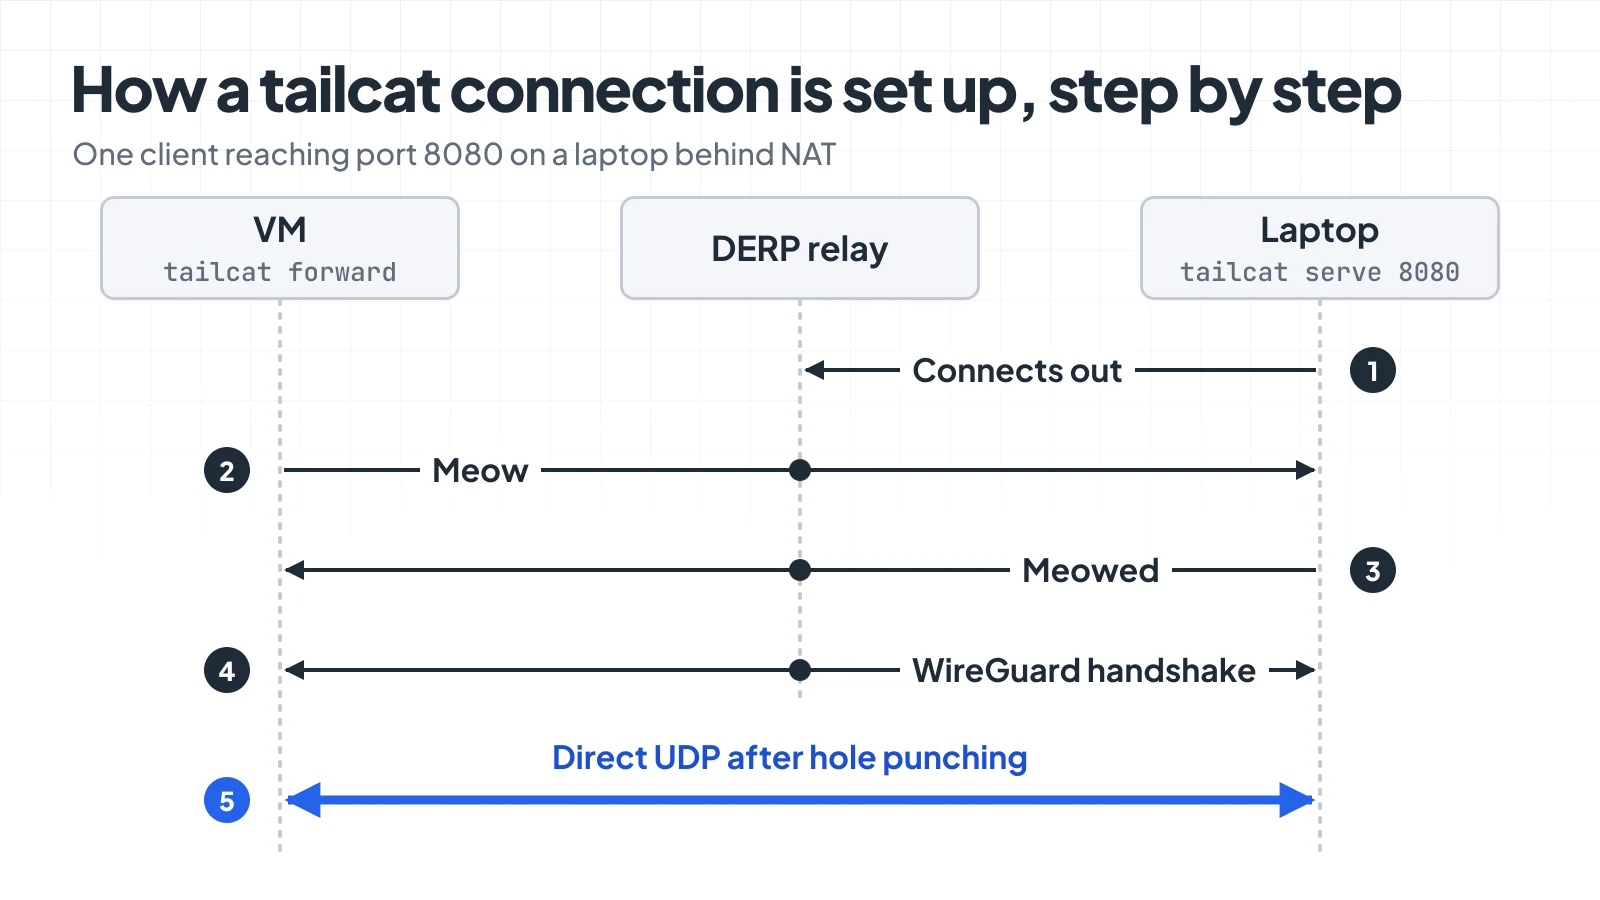 How a tailcat connection is set up, step by step
One client reaching port 8080 on a laptop behind NAT
VM
tailcat forward
DERP relay
Laptop
tailcat serve 8080
Connects out
1
2
Meow
Meowed
3
4
WireGuard handshake
Direct UDP after hole punching
5